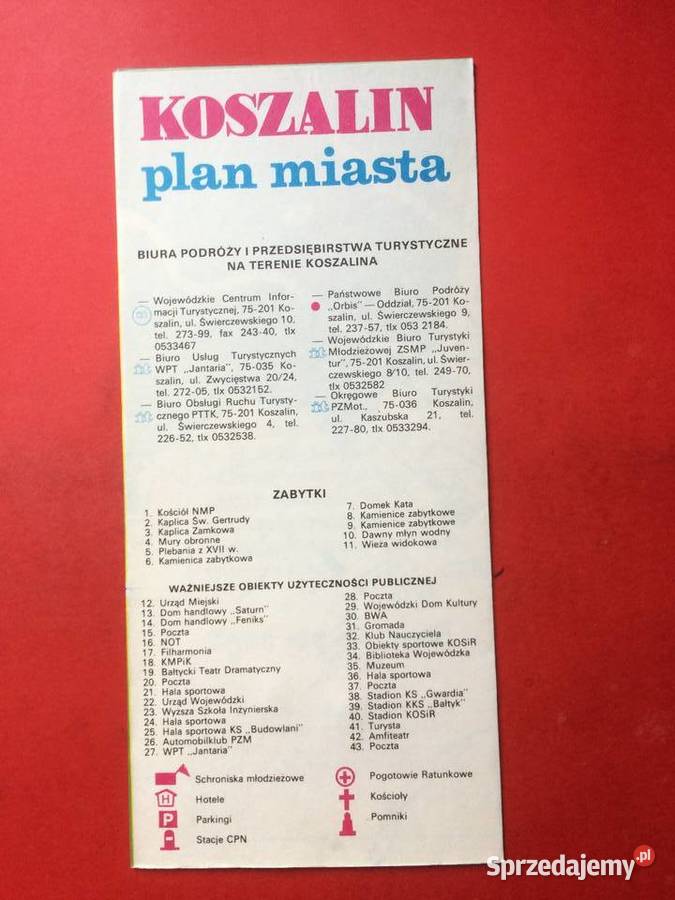 KOSZALIN
plan miasta
BIURA PODRÓŻY I PRZEDSIĘBIRSTWA TURYSTYCZNE
NA TERENIE KOSZALINA
— Wojewódzkie Centrum Infor-
macji Turystycznej, 75-201 Ko-
szalin, ul. Świerczewskiego 10,
tel. 273-99, fax 243-40, tlx
0533467
— Biuro Usług Turystycznych
WPT „Jantaria", 75-035 Ko-
szalin, ul. Zwycięstwa 20/24,
tel. 272-05, tlx 0532152.
— Biuro Obsługi Ruchu Turysty-
cznego PTTK, 75-201 Koszalin,
ul. Świerczewskiego 4, tel.
226-52, tlx 0532538.
— Państwowe Biuro Podróży
„Orbis" — Oddział, 75-201 Ko-
szalin, ul. Świerczewskiego 9,
tel. 237-57, tlx 053 2184.
— Wojewódzkie Biuro Turystyki
Młodzieżowej ZSMP „Juven-
tur", 75-201 Koszalin, ul. Świer-
czewskiego 8/10, tel. 249-70,
tlx 0532582
— Okręgowe Biuro Turystyki
PZMot., 75-036 Koszalin,
ul. Kaszubska 21, tel.
227-80, tlx 0533294.
ZABYTKI
1. Kościół NMP
2. Kaplica Św. Gertrudy
3. Kaplica Zamkowa
4. Mury obronne
5. Plebania z XVII w.
6. Kamienica zabytkowa
7. Domek Kata
8. Kamienice zabytkowe
9. Kamienice zabytkowe
10. Dawny młyn wodny
11. Wieża widokowa
WAŻNIEJSZE OBIEKTY UŻYTECZNOŚCI PUBLICZNEJ
12. Urząd Miejski
13. Dom handlowy „Saturn"
14. Dom handlowy „Feniks"
15. Poczta
16. NOT
17. Filharmonia
18. KMPiK
19. Bałtycki Teatr Dramatyczny
20. Poczta
21. Hala sportowa
22. Urząd Wojewódzki
23. Wyższa Szkoła Inżynierska
24. Hala sportowa
25. Hala sportowa KS „Budowlani"
26. Automobilklub PZM
27. WPT „Jantaria"
28. Poczta
29. Wojewódzki Dom Kultury
30. BWA
31. Gromada
32. Klub Nauczyciela
33. Obiekty sportowe KOSiR
34. Biblioteka Wojewódzka
35. Muzeum
36. Hala sportowa
37. Poczta
38. Stadion KS „Gwardia"
39. Stadion KKS „Bałtyk"
40. Stadion KOSiR
41. Turysta
42. Amfiteatr
43. Poczta
Schroniska młodzieżowe
H Hotele
P Parkingi
Stacje CPN
Pogotowie Ratunkowe
Kościoły
Pomniki
Sprzedajemy.pl